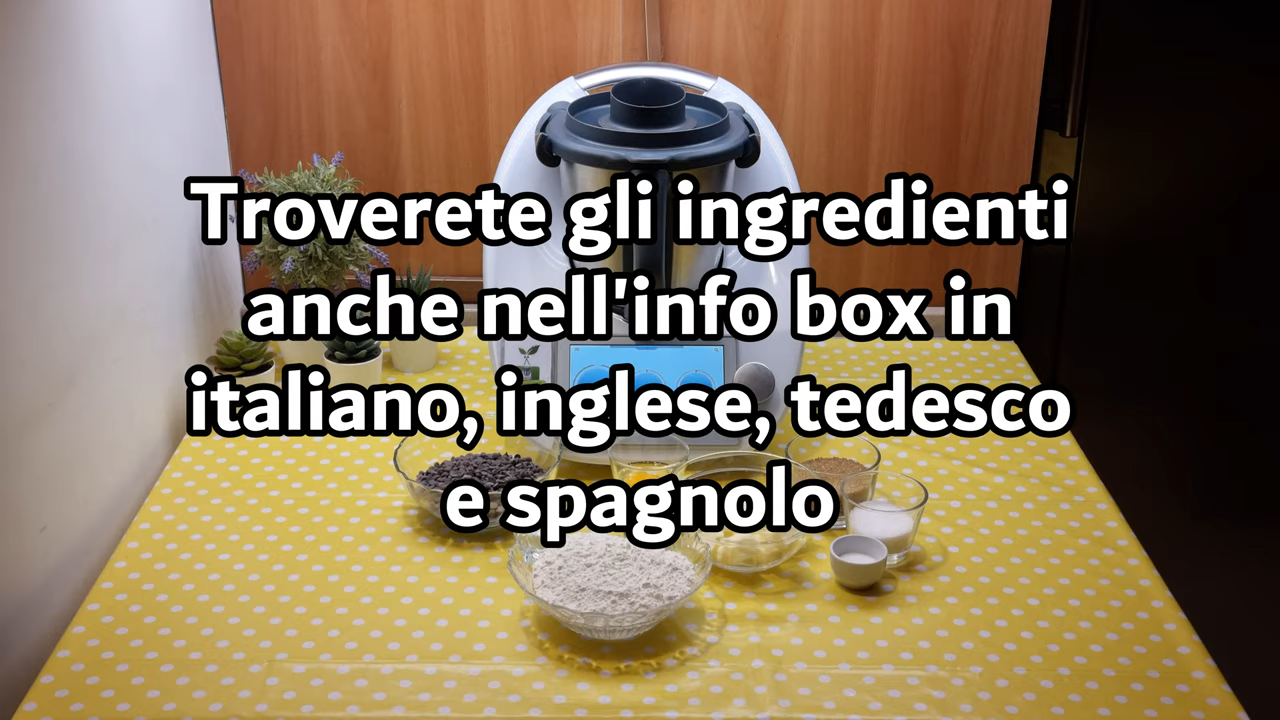 Troverete gli ingredienti
anche nell'info box in
italiano, inglese, tedesco
e spagnolo